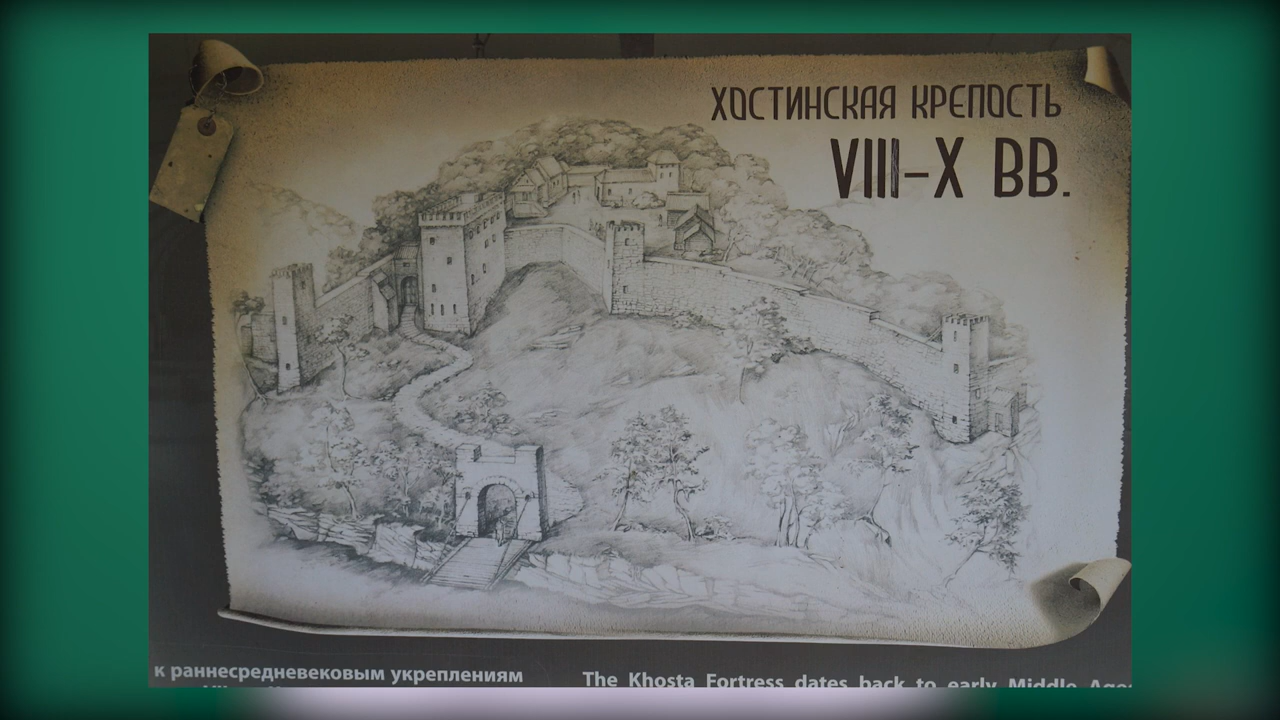 ХОСТИНСКАЯ КРЕПОСТЬ
VIII–X ВВ.
к раннесредневековым укреплениям
The Khosta Fortress dates back to early Middle Ages